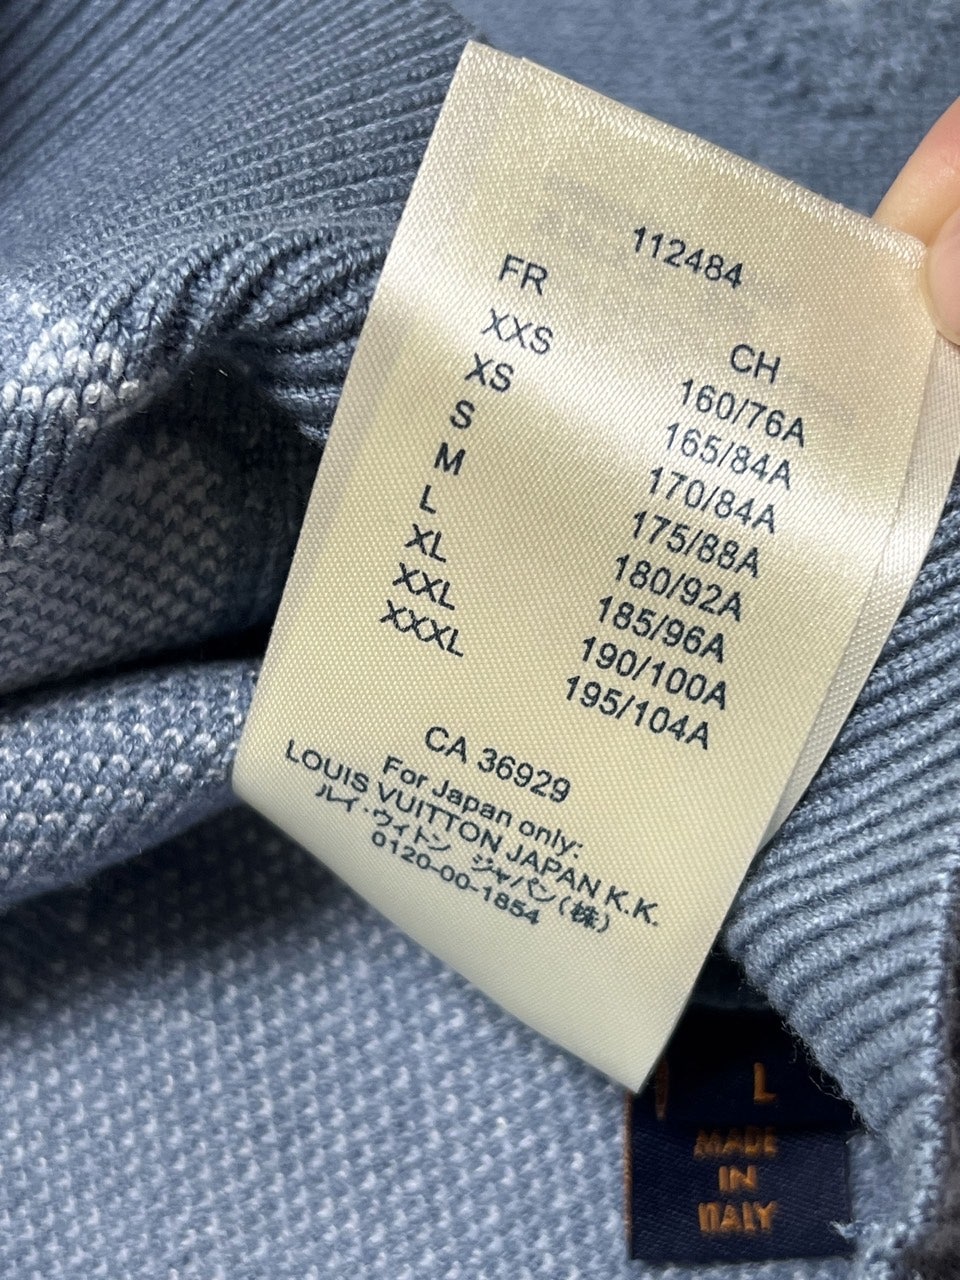 112484
FR CH
XXS 160/76A
XS 165/84A
S 170/84A
M 175/88A
L 180/92A
XL 185/96A
XXL 190/100A
XXXL 195/104A
CA 36929
For Japan only:
LOUIS VUITTON JAPAN K.K.
ルイ・ヴィトン ジャパン(株)
0120-00-1854
L
MADE
IN
ITALY